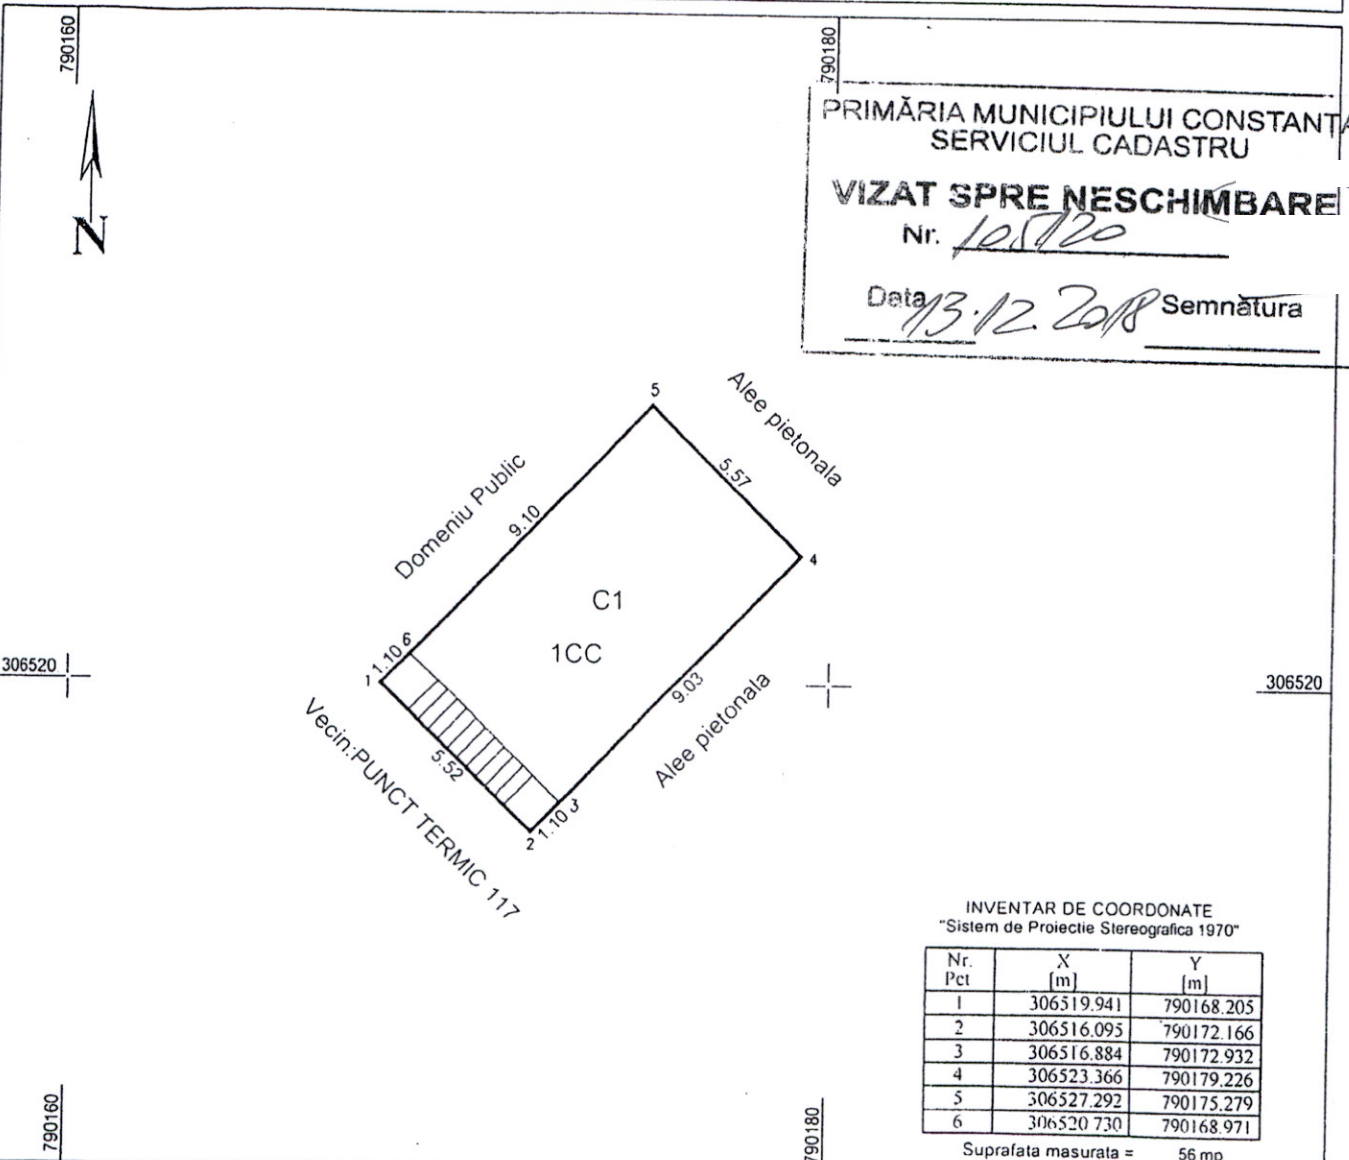 790160
790180
PRIMĂRIA MUNICIPIULUI CONSTANȚA
SERVICIUL CADASTRU
VIZAT SPRE NESCHIMBARE
Nr. 105120
Data 13.12.2018 Semnătura
N
5
Alee pietonala
5.57
Domeniu Public
9.10
4
C1
1CC
6
1.10
1
306520
306520
9.03
Alee pietonala
Vecin:PUNCT TERMIC 117
5.52
3
1.10
2
INVENTAR DE COORDONATE
"Sistem de Proiectie Stereografica 1970"
Nr. Pct X [m] Y [m]
1 306519.941 790168.205
2 306516.095 790172.166
3 306516.884 790172.932
4 306523.366 790179.226
5 306527.292 790175.279
6 306520.730 790168.971
Suprafata masurata = 56 mp
790160
790180